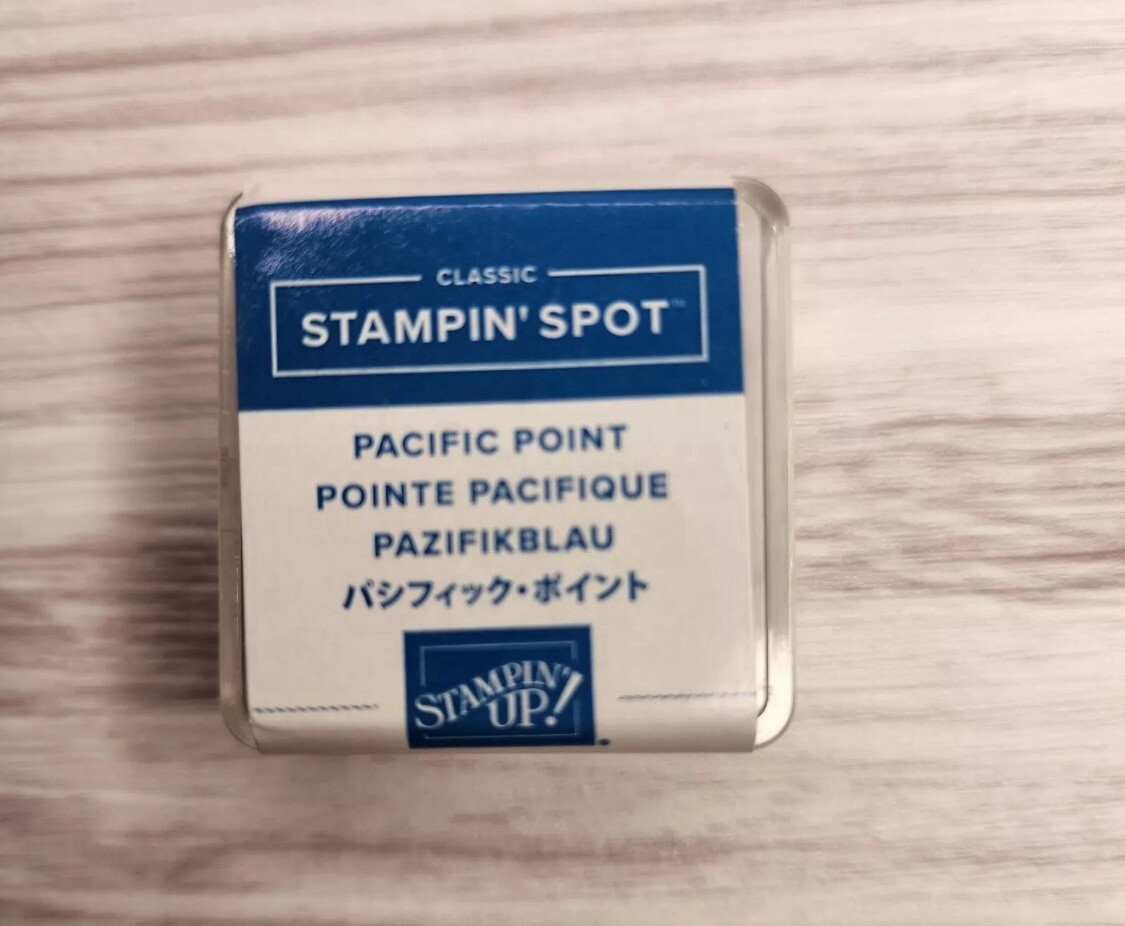 CLASSIC
STAMPIN' SPOT™
PACIFIC POINT
POINTE PACIFIQUE
PAZIFIKBLAU
パシフィック・ポイント
STAMPIN'
UP!